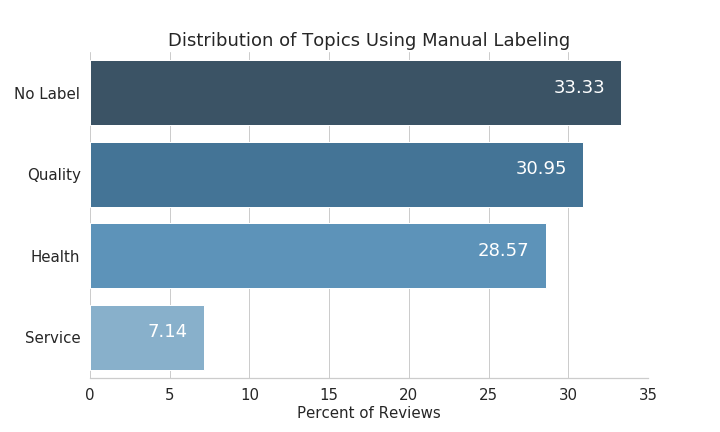 Distribution of Topics Using Manual Labeling
No Label 33.33
Quality 30.95
Health 28.57
Service 7.14
0 5 10 15 20 25 30 35
Percent of Reviews